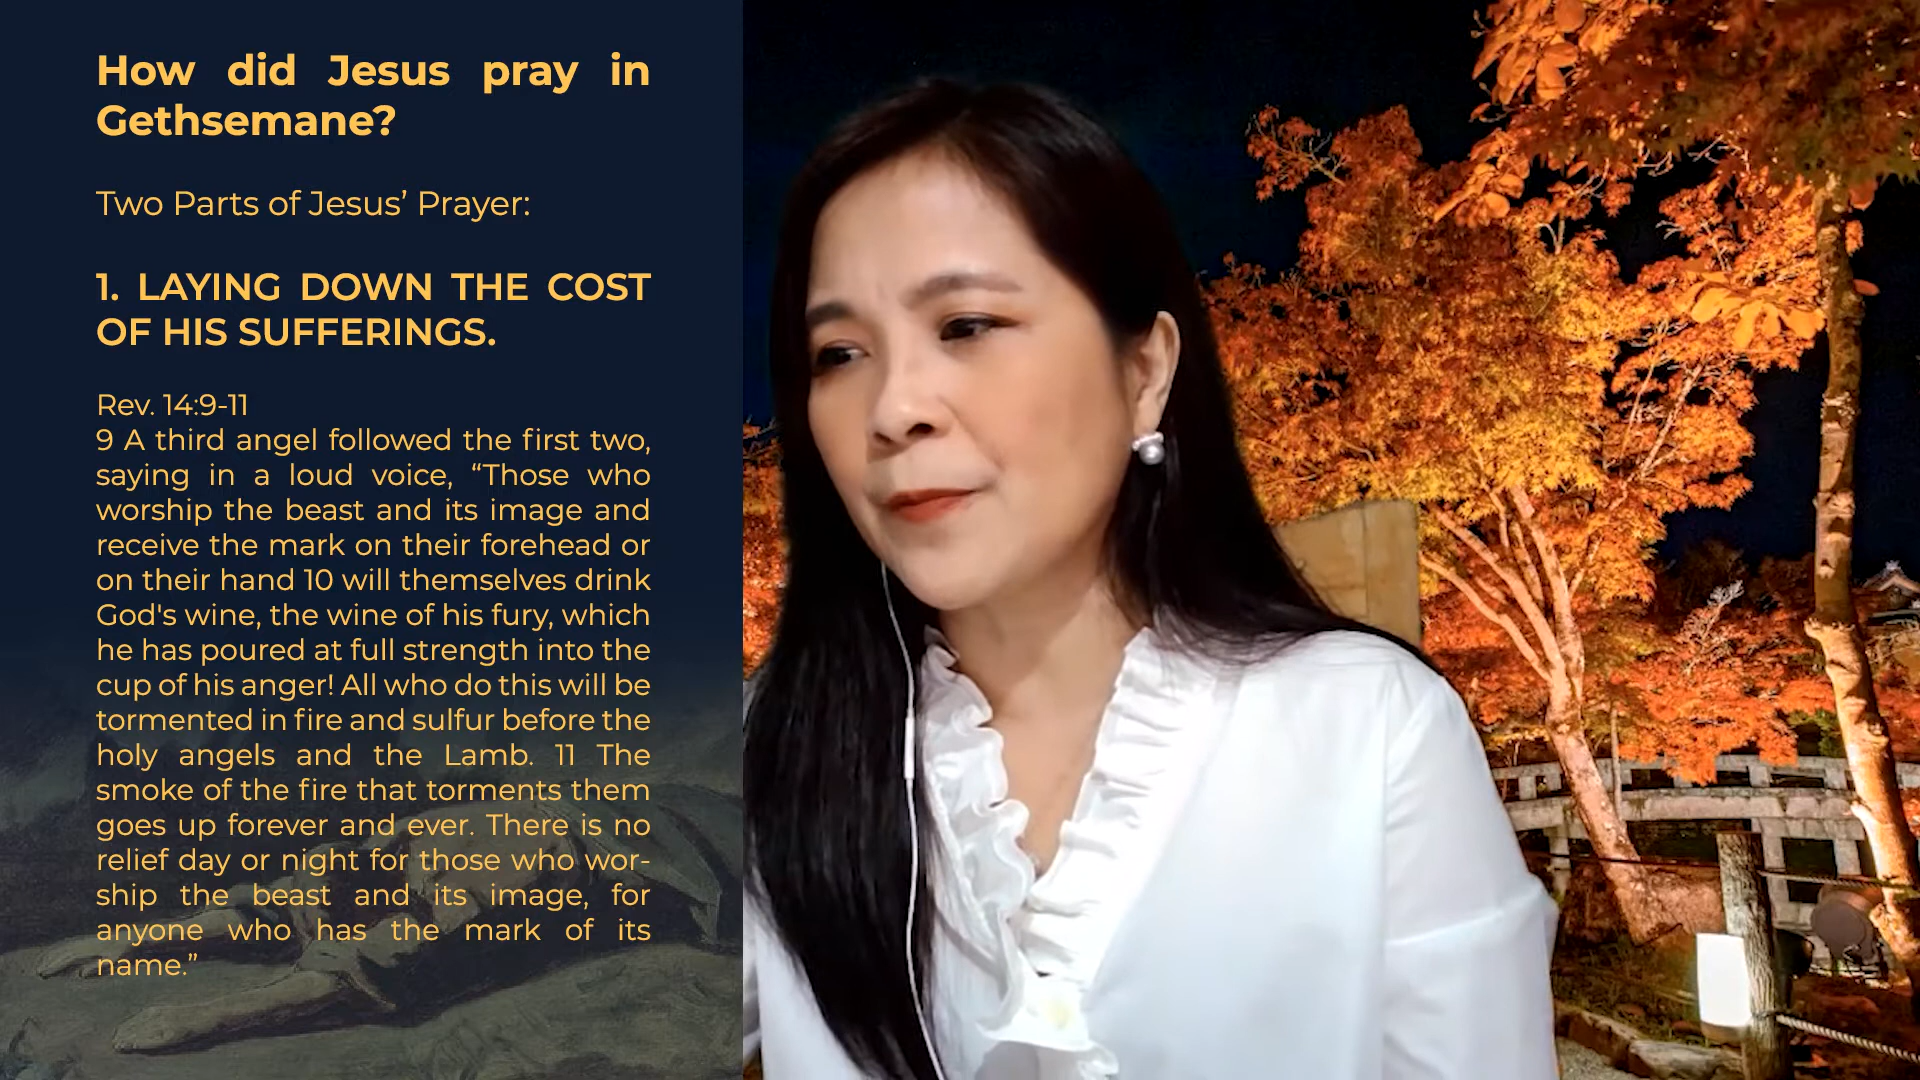 How did Jesus pray in
Gethsemane?
Two Parts of Jesus’ Prayer:
1. LAYING DOWN THE COST
OF HIS SUFFERINGS.
Rev. 14:9-11
9 A third angel followed the first two,
saying in a loud voice, “Those who
worship the beast and its image and
receive the mark on their forehead or
on their hand 10 will themselves drink
God's wine, the wine of his fury, which
he has poured at full strength into the
cup of his anger! All who do this will be
tormented in fire and sulfur before the
holy angels and the Lamb. 11 The
smoke of the fire that torments them
goes up forever and ever. There is no
relief day or night for those who wor-
ship the beast and its image, for
anyone who has the mark of its
name.”